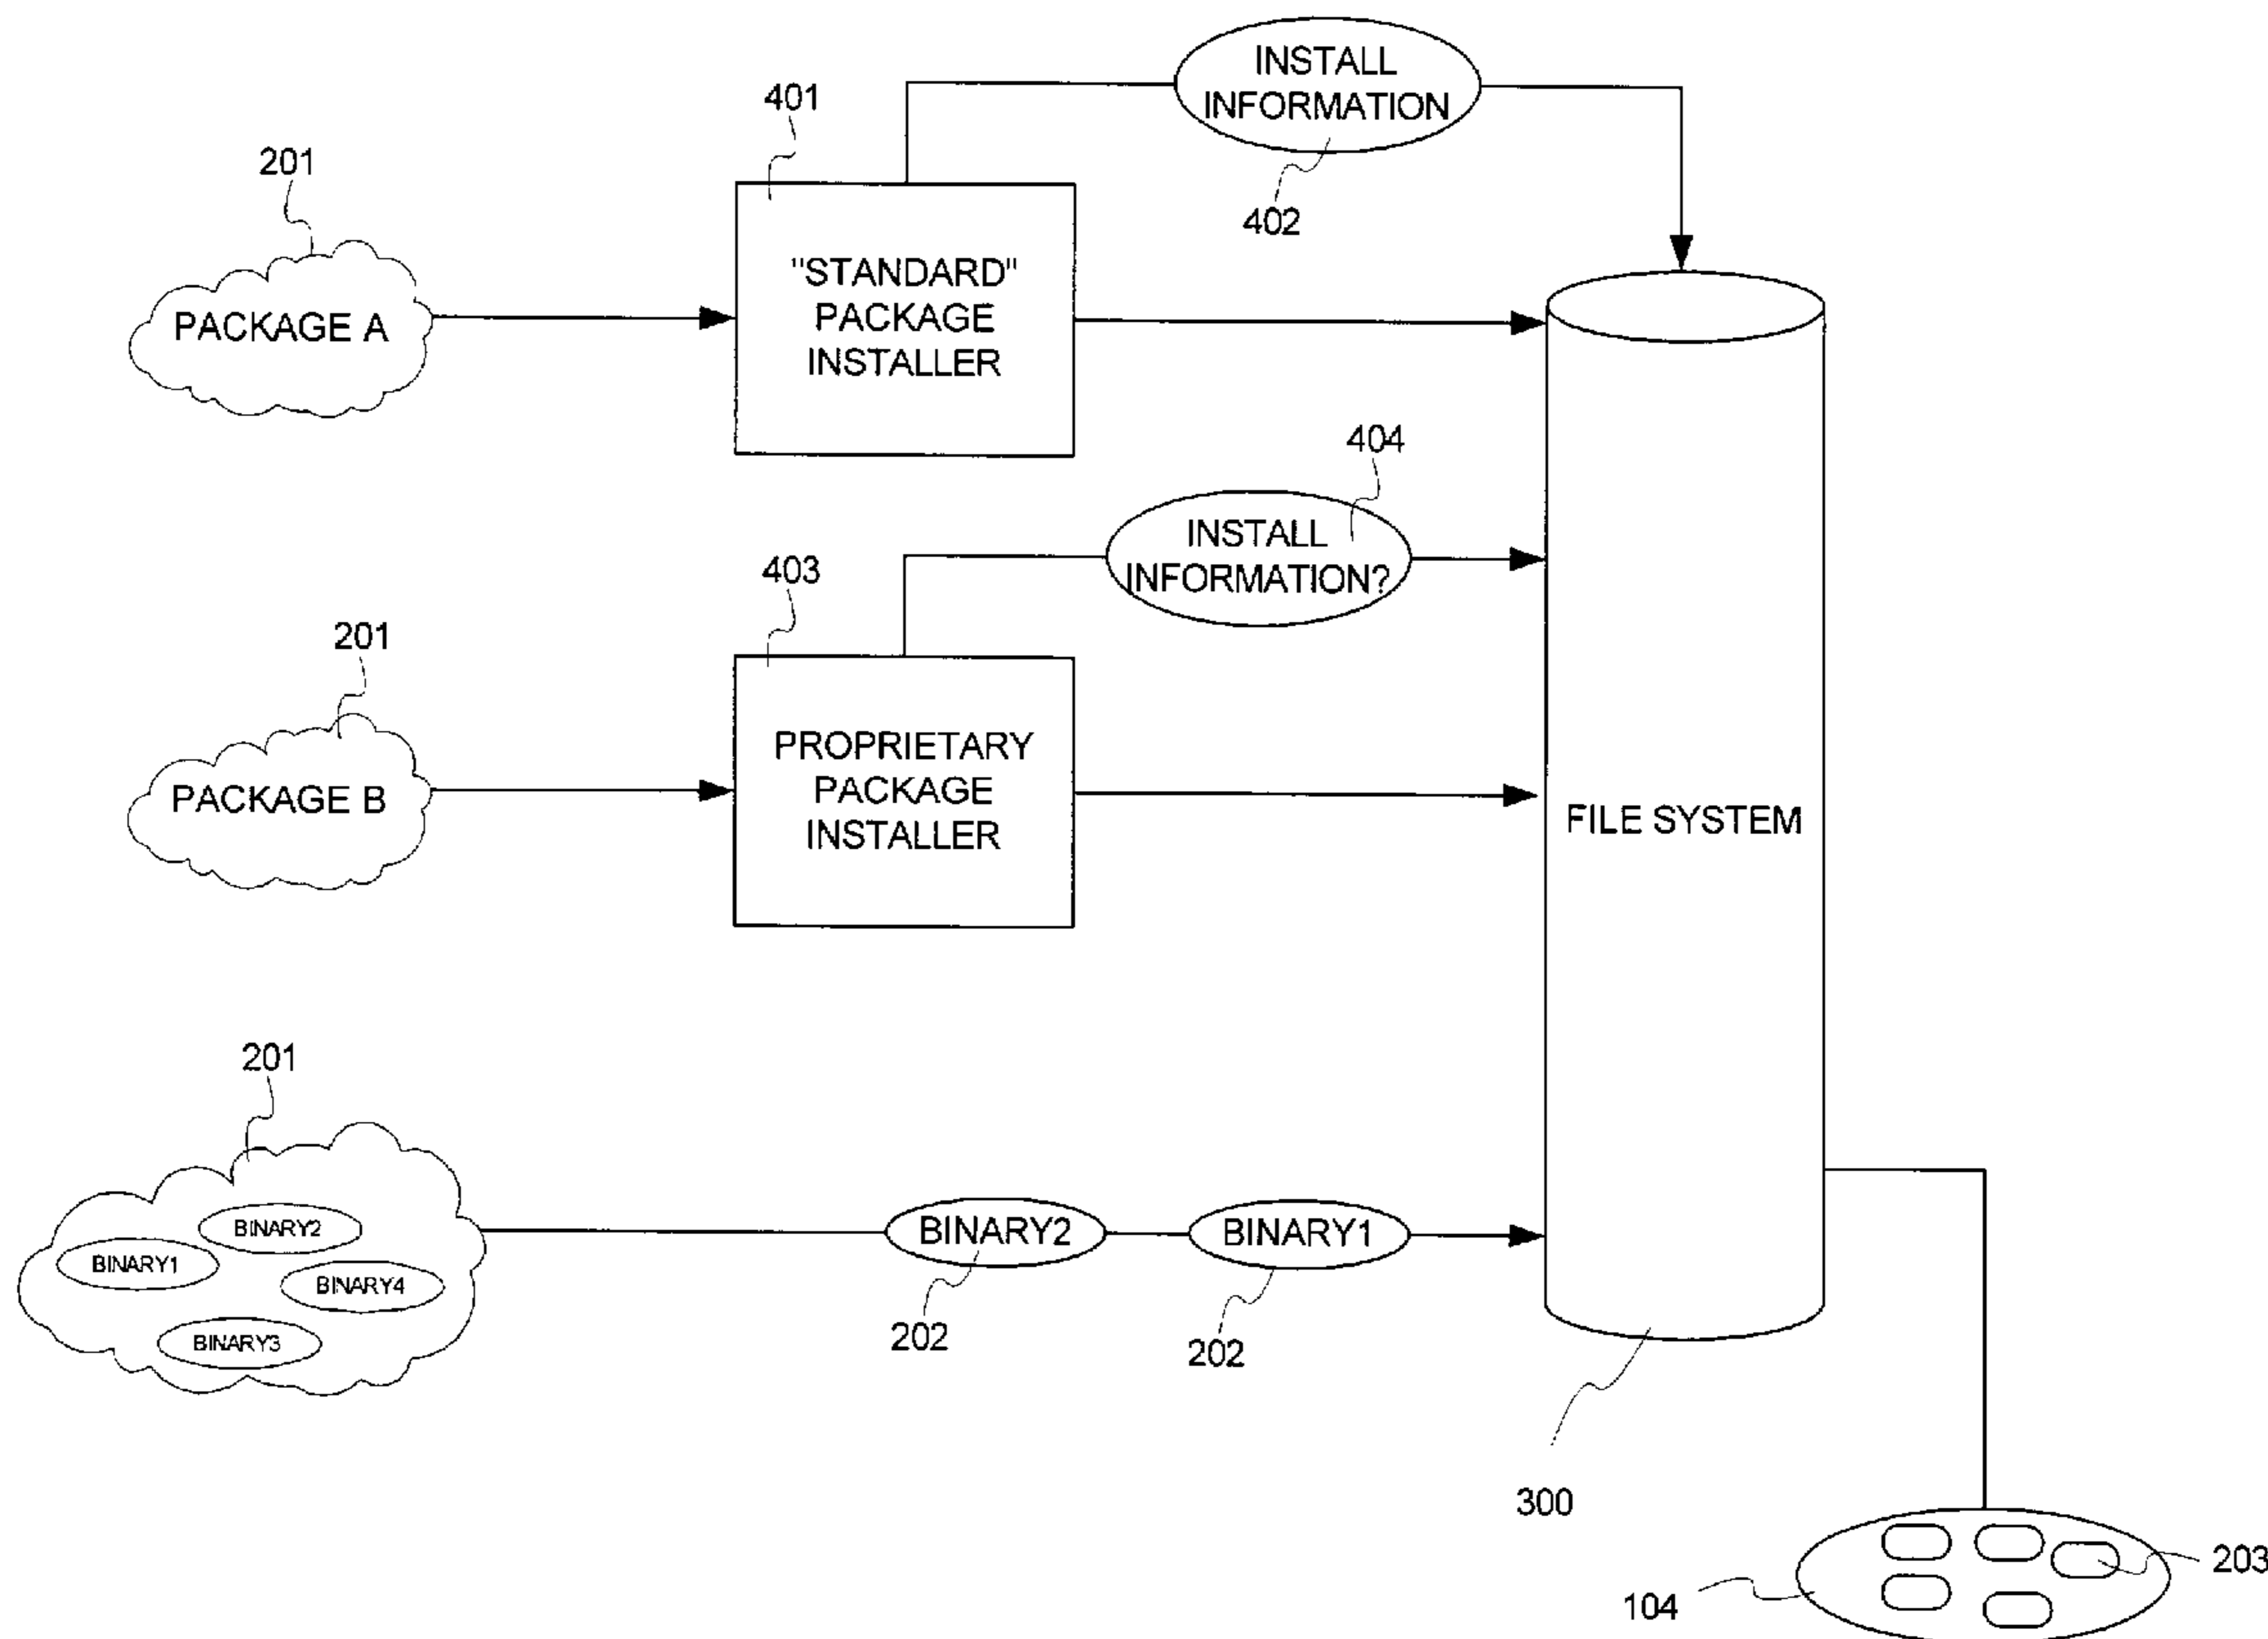 INSTALL
INFORMATION
401
402
201
"STANDARD"
PACKAGE
INSTALLER
PACKAGE A
404
INSTALL
INFORMATION?
403
201
PROPRIETARY
PACKAGE
INSTALLER
PACKAGE B
FILE SYSTEM
201
BINARY2
BINARY1
BINARY4
BINARY3
BINARY2
BINARY1
202
202
300
203
104